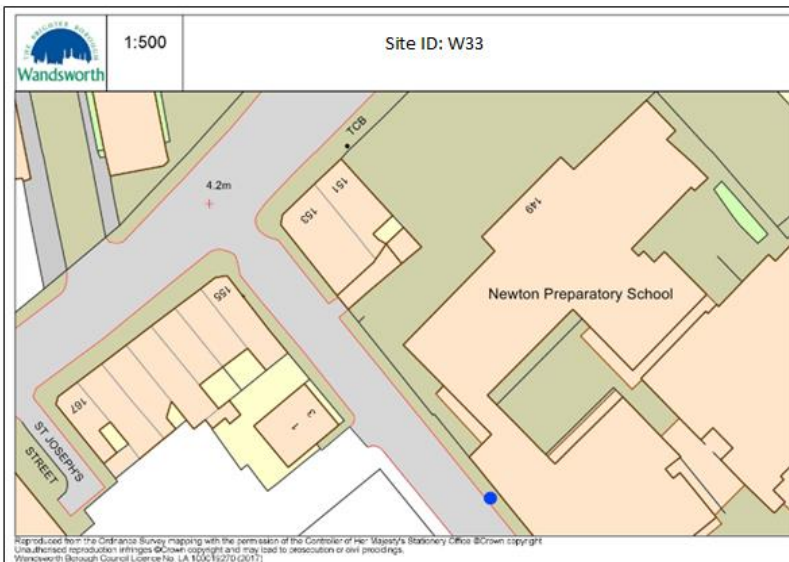 THE BRIGHTER BOROUGH
Wandsworth
1:500
Site ID: W33
TCB
4.2m
151
153
149
155
Newton Preparatory School
167
3
1
ST JOSEPH'S
STREET
Reproduced from the Ordnance Survey mapping with the permission of the Controller of Her Majesty's Stationery Office ©Crown copyright
Unauthorised reproduction infringes ©Crown copyright and may lead to prosecution or civil procidings.
Wandsworth Borough Council Licence No. LA 100019270 (2017)